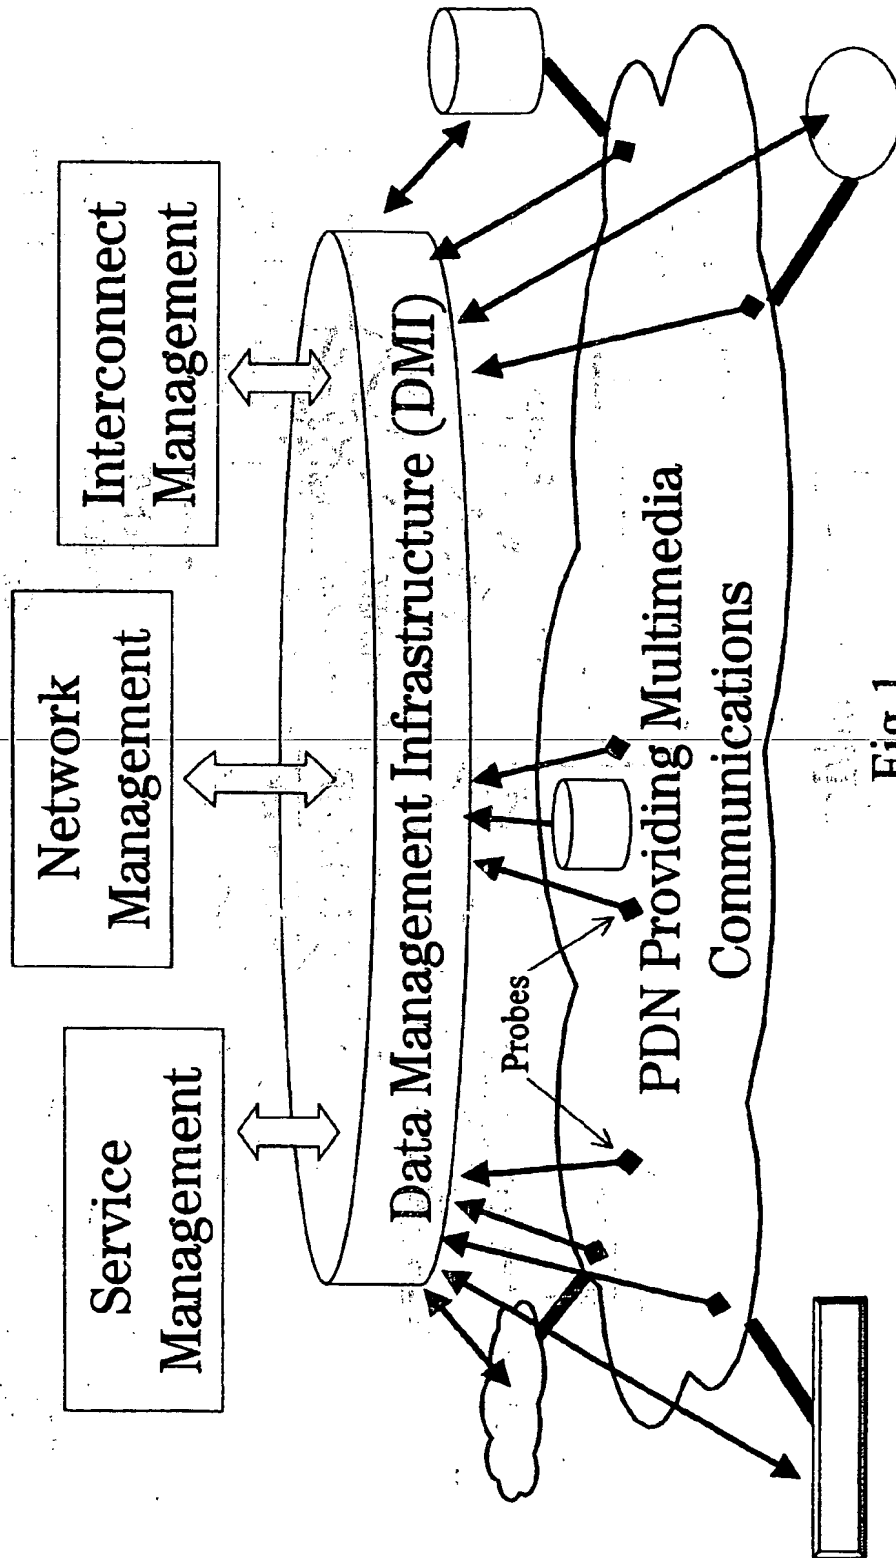 Service
Management
Network
Management
Interconnect
Management
Data Management Infrastructure (DMI)
Probes
PDN Providing Multimedia
Communications
Fig 1